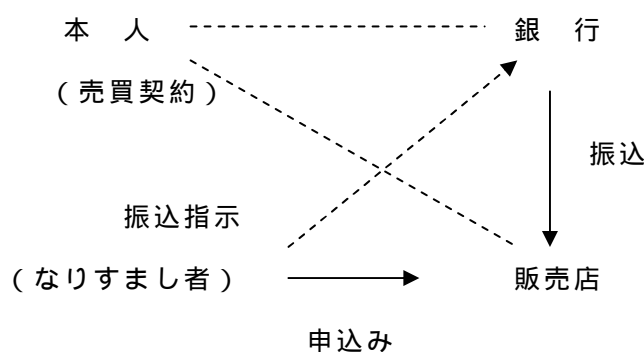 本　人
銀　行
（売買契約）
振込
振込指示
（なりすまし者）
販売店
申込み